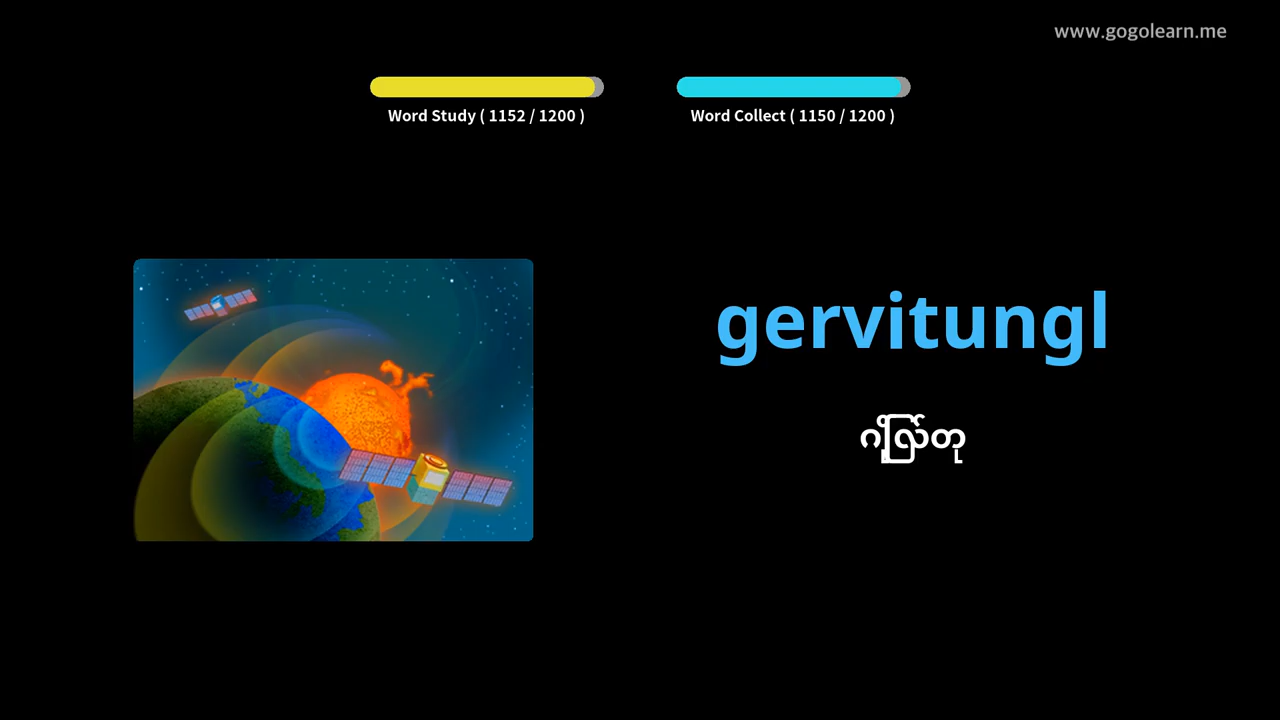 www.gogolearn.me
Word Study ( 1152 / 1200 )
Word Collect ( 1150 / 1200 )
gervitungl
ဂြိုလ်တု